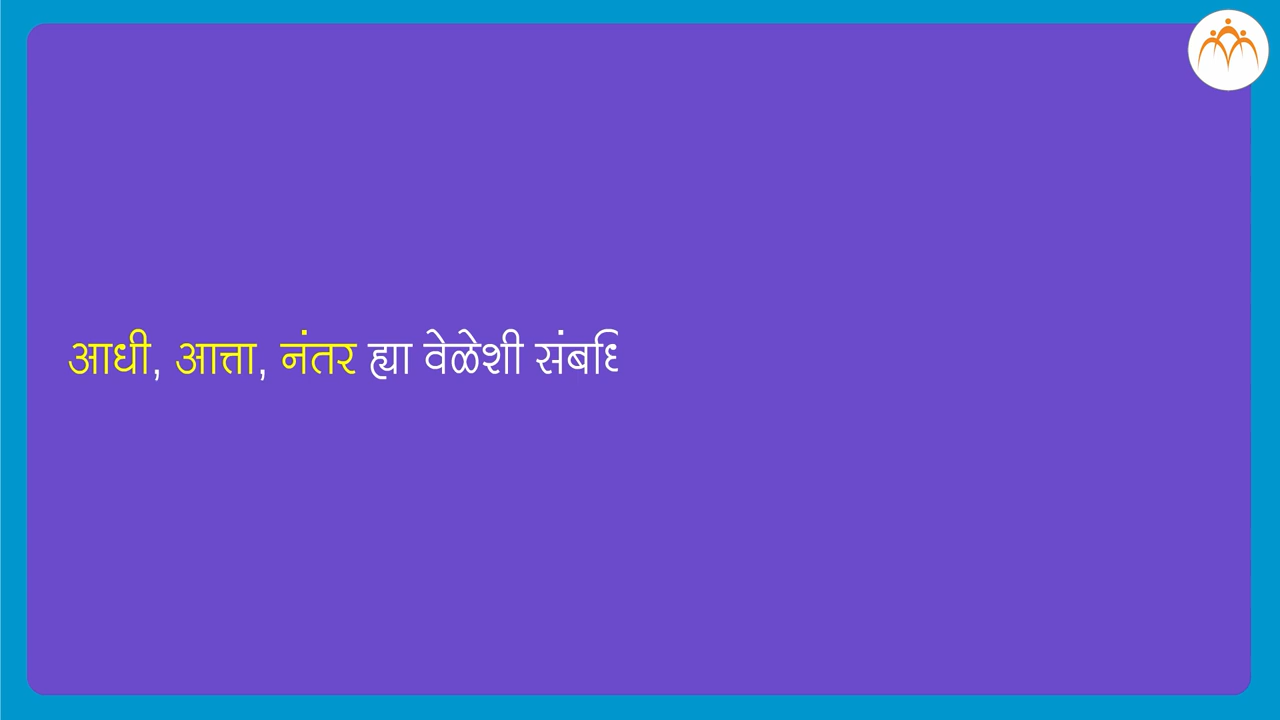 आधी, आत्ता, नंतर ह्या वेळेशी